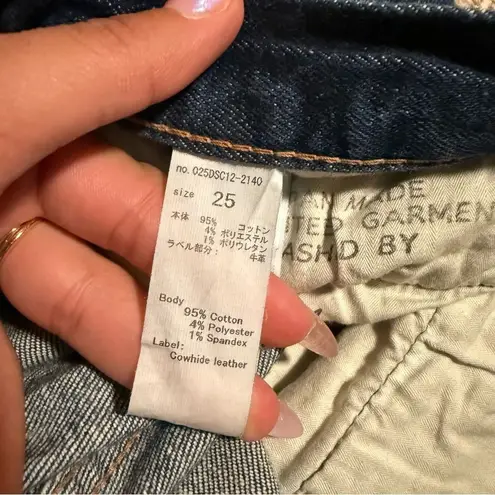 no. 025DSC12-2140
size 25
本体 95% コットン
4% ポリエステル
1% ポリウレタン
ラベル部分: 牛革
Body
95% Cotton
4% Polyester
1% Spandex
Label:
Cowhide leather
MADE
GARMEN
BY